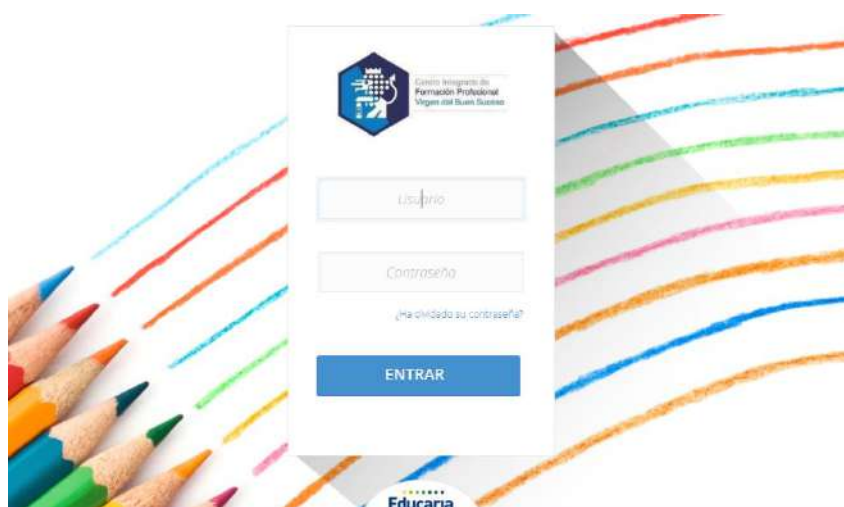 Centro Integrado de
Formación Profesional
Virgen del Buen Suceso
Usuario
Contraseña
¿Ha olvidado su contraseña?
ENTRAR
Educaria